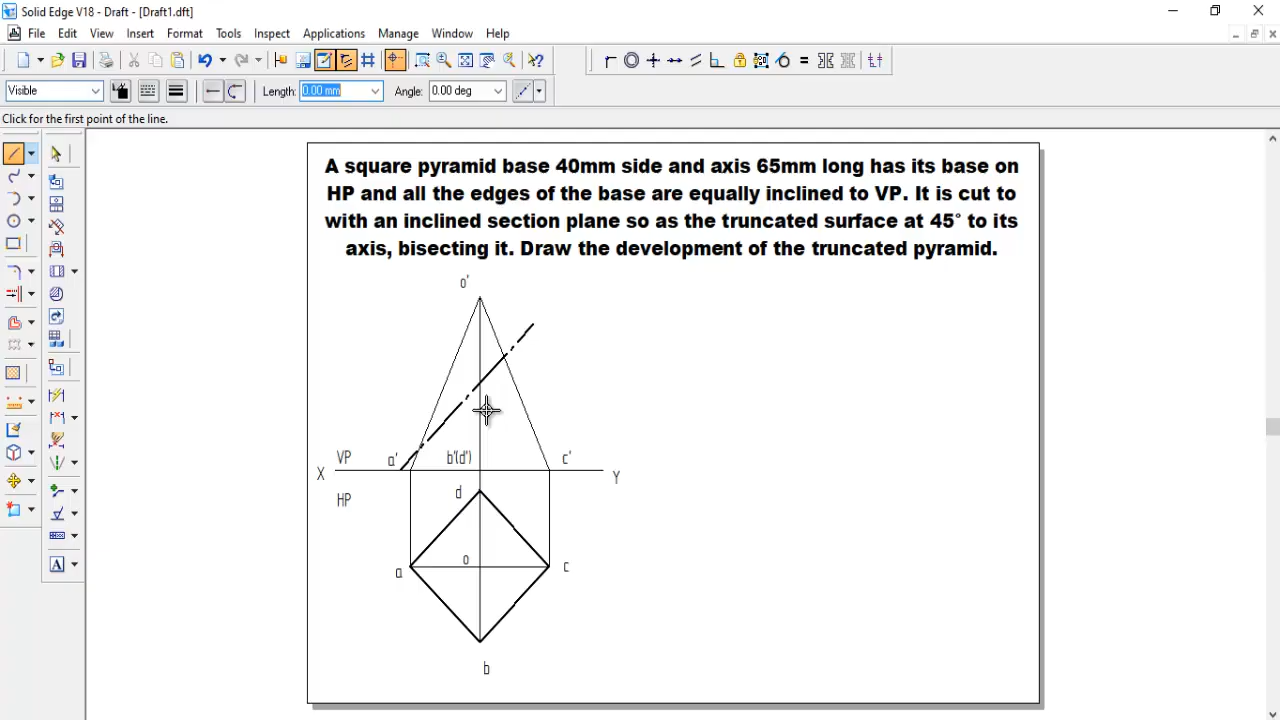 Solid Edge V18 - Draft - [Draft1.dft]
File Edit View Insert Format Tools Inspect Applications Manage Window Help
Visible Length: 0.00 mm Angle: 0.00 deg
Click for the first point of the line.
A square pyramid base 40mm side and axis 65mm long has its base on
HP and all the edges of the base are equally inclined to VP. It is cut to
with an inclined section plane so as the truncated surface at 45˚ to its
axis, bisecting it. Draw the development of the truncated pyramid.
o'
VP a' b'(d') c'
X Y
HP d
o
a c
b